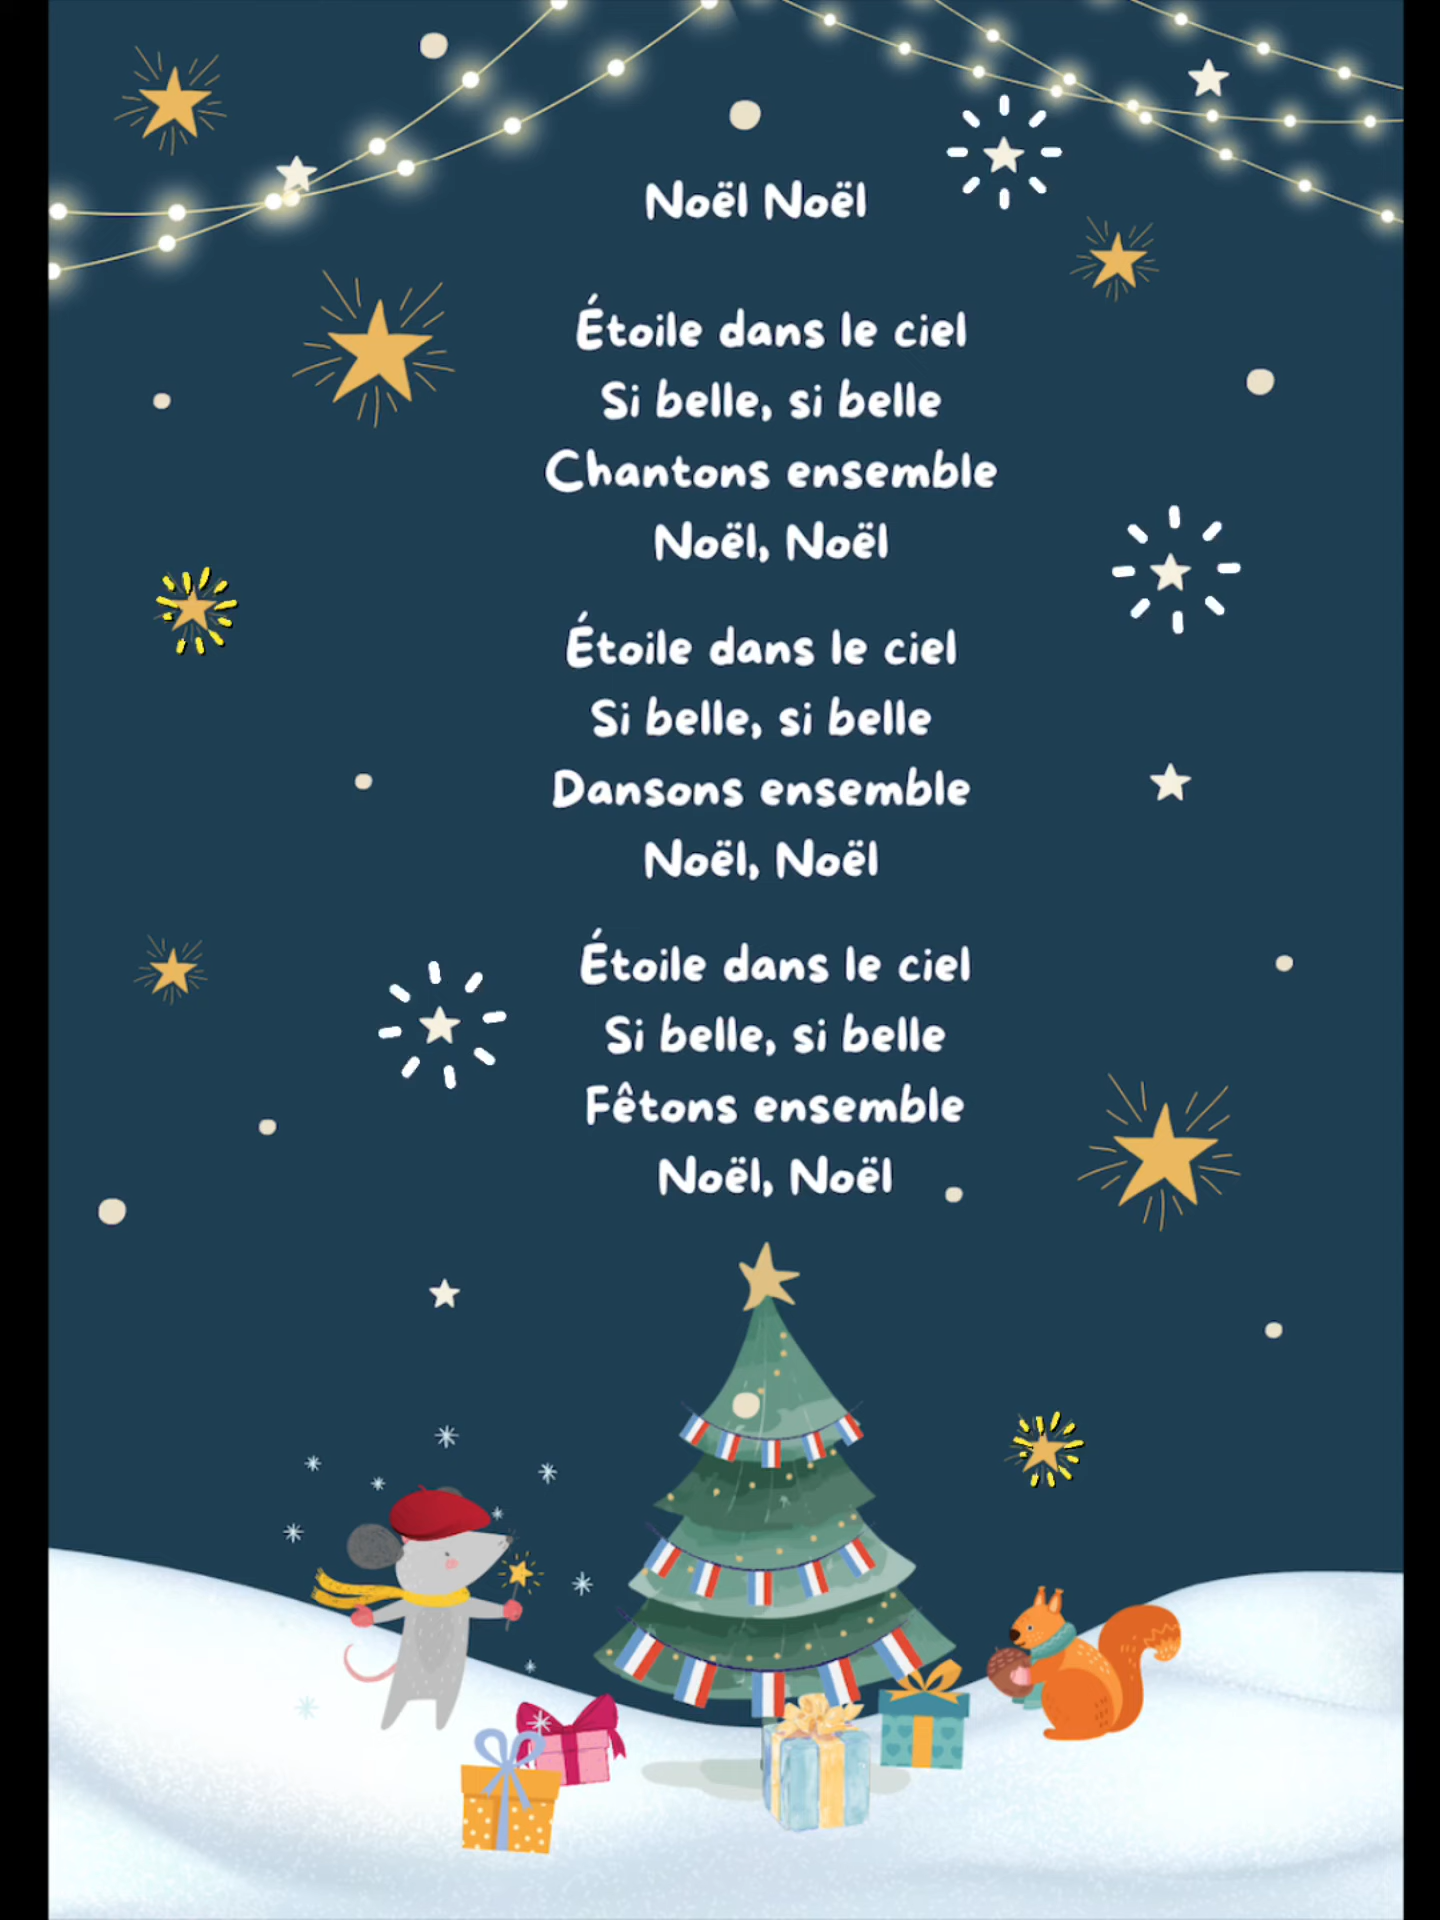 Noël Noël
Étoile dans le ciel
Si belle, si belle
Chantons ensemble
Noël, Noël
Étoile dans le ciel
Si belle, si belle
Dansons ensemble
Noël, Noël
Étoile dans le ciel
Si belle, si belle
Fêtons ensemble
Noël, Noël